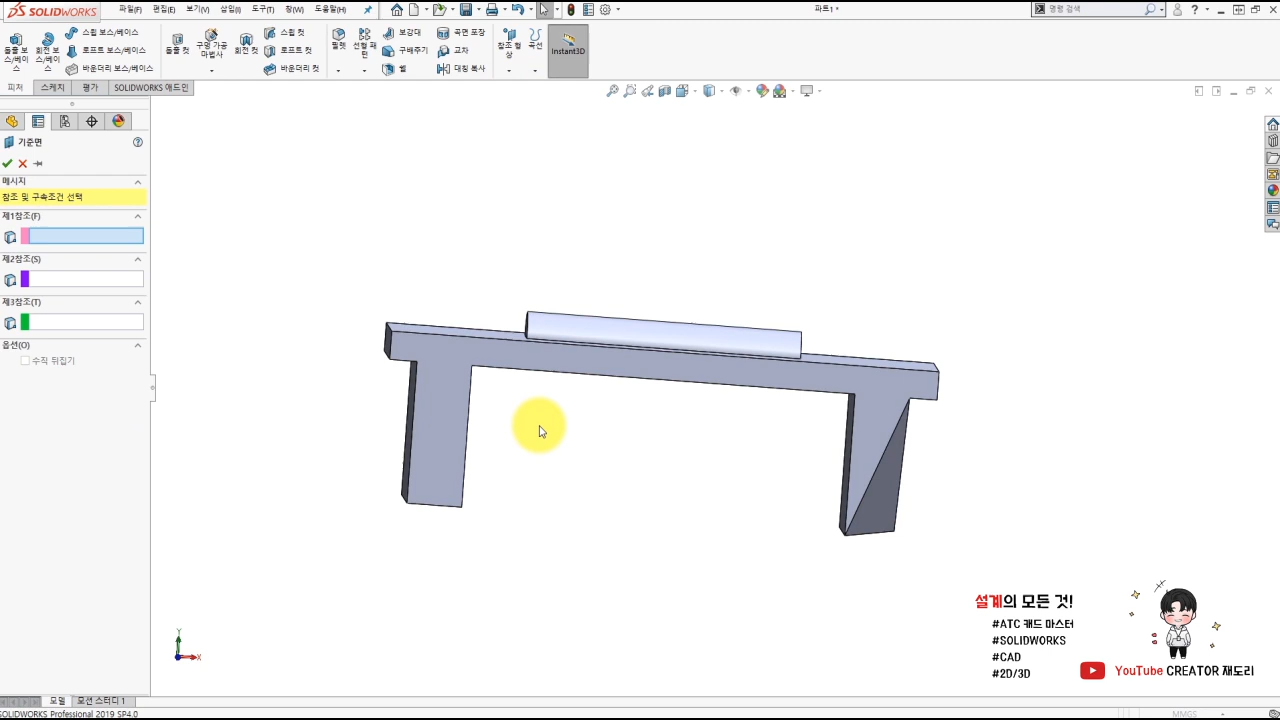 SOLIDWORKS
파일(F) 편집(E) 보기(V) 삽입(I) 도구(T) 창(W) 도움말(H)
파트1 *
명령 검색
돌출 보스/베이스
회전 보스/베이스
스윕 보스/베이스
로프트 보스/베이스
바운더리 보스/베이스
돌출 컷
구멍 가공 마법사
회전 컷
스윕 컷
로프트 컷
바운더리 컷
필렛
선형 패턴
보강대
구배주기
쉘
곡면 포장
교차
대칭 복사
참조 형상
곡선
Instant3D
피처 스케치 평가 SOLIDWORKS 애드인
기준면
메시지
참조 및 구속조건 선택
제1참조(F)
제2참조(S)
제3참조(T)
옵션(O)
수직 뒤집기
Y
X
설계의 모든 것!
#ATC 캐드 마스터
#SOLIDWORKS
#CAD
#2D/3D
YouTube CREATOR 재도리
모델 모션 스터디 1
SOLIDWORKS Professional 2019 SP4.0
MMGS